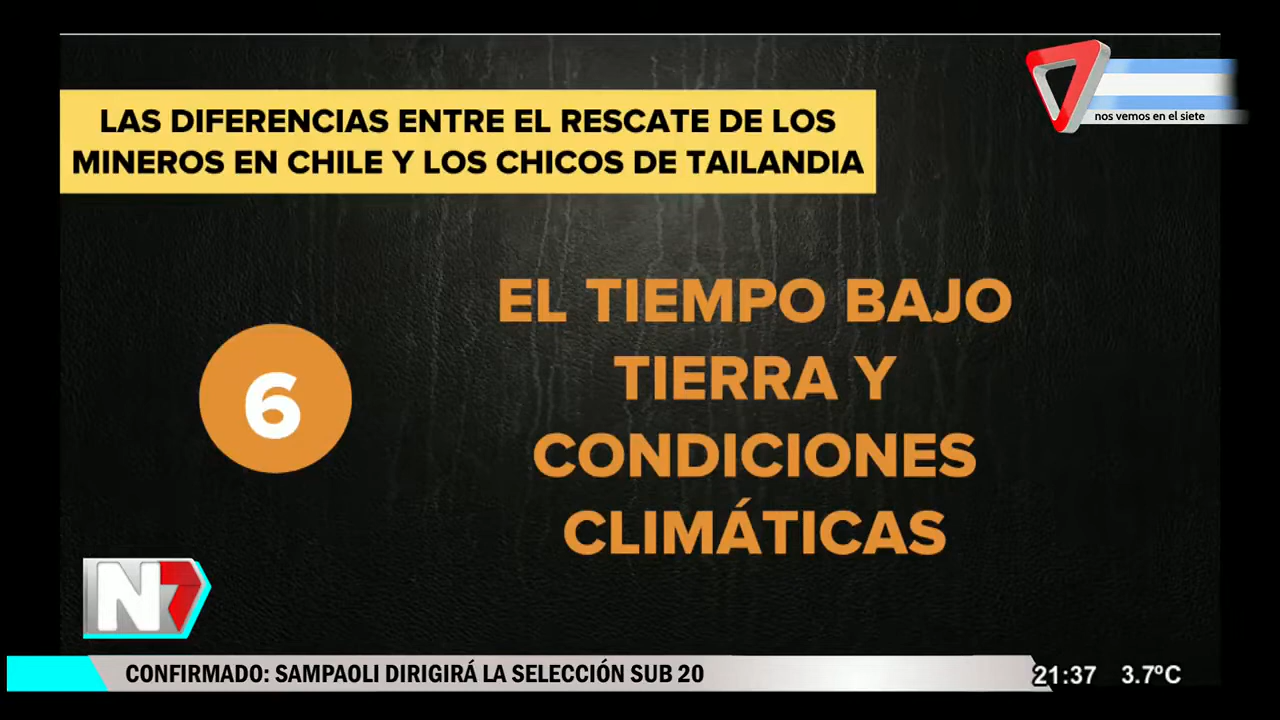 nos vemos en el siete
LAS DIFERENCIAS ENTRE EL RESCATE DE LOS
MINEROS EN CHILE Y LOS CHICOS DE TAILANDIA
6
EL TIEMPO BAJO
TIERRA Y
CONDICIONES
CLIMÁTICAS
N7
CONFIRMADO: SAMPAOLI DIRIGIRÁ LA SELECCIÓN SUB 20
21:37 3.7ºC